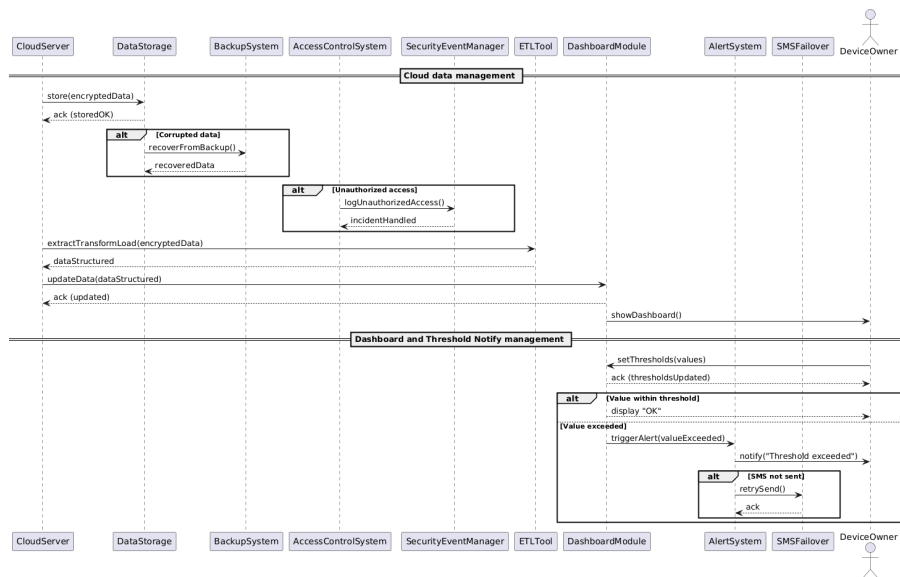 CloudServer DataStorage BackupSystem AccessControlSystem SecurityEventManager ETLTool DashboardModule AlertSystem SMSFailover DeviceOwner
Cloud data management
store(encryptedData)
ack (storedOK)
alt [Corrupted data]
recoverFromBackup()
recoveredData
alt [Unauthorized access]
logUnauthorizedAccess()
incidentHandled
extractTransformLoad(encryptedData)
dataStructured
updateData(dataStructured)
ack (updated)
showDashboard()
Dashboard and Threshold Notify management
setThresholds(values)
ack (thresholdsUpdated)
alt [Value within threshold]
display "OK"
[Value exceeded]
triggerAlert(valueExceeded)
notify("Threshold exceeded")
alt [SMS not sent]
retrySend()
ack
CloudServer DataStorage BackupSystem AccessControlSystem SecurityEventManager ETLTool DashboardModule AlertSystem SMSFailover DeviceOwner